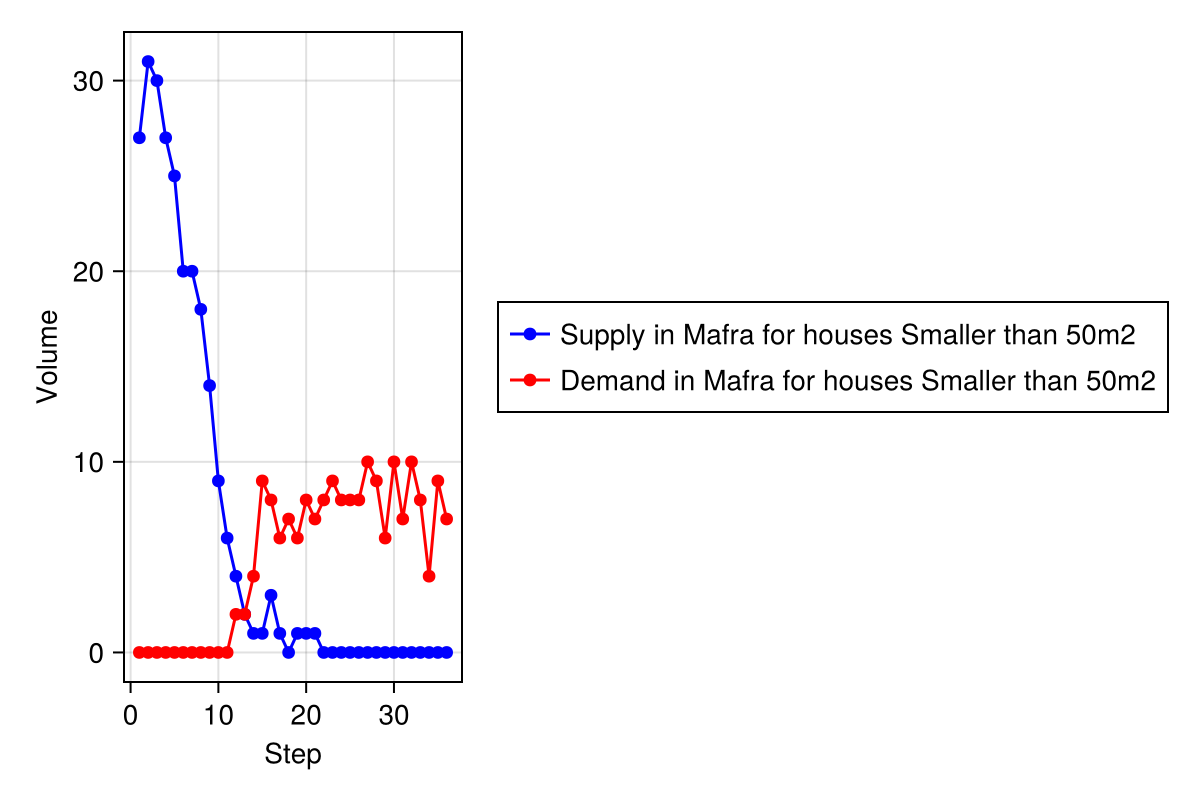 30
20
10
0
Volume
0 10 20 30
Step
Supply in Mafra for houses Smaller than 50m2
Demand in Mafra for houses Smaller than 50m2